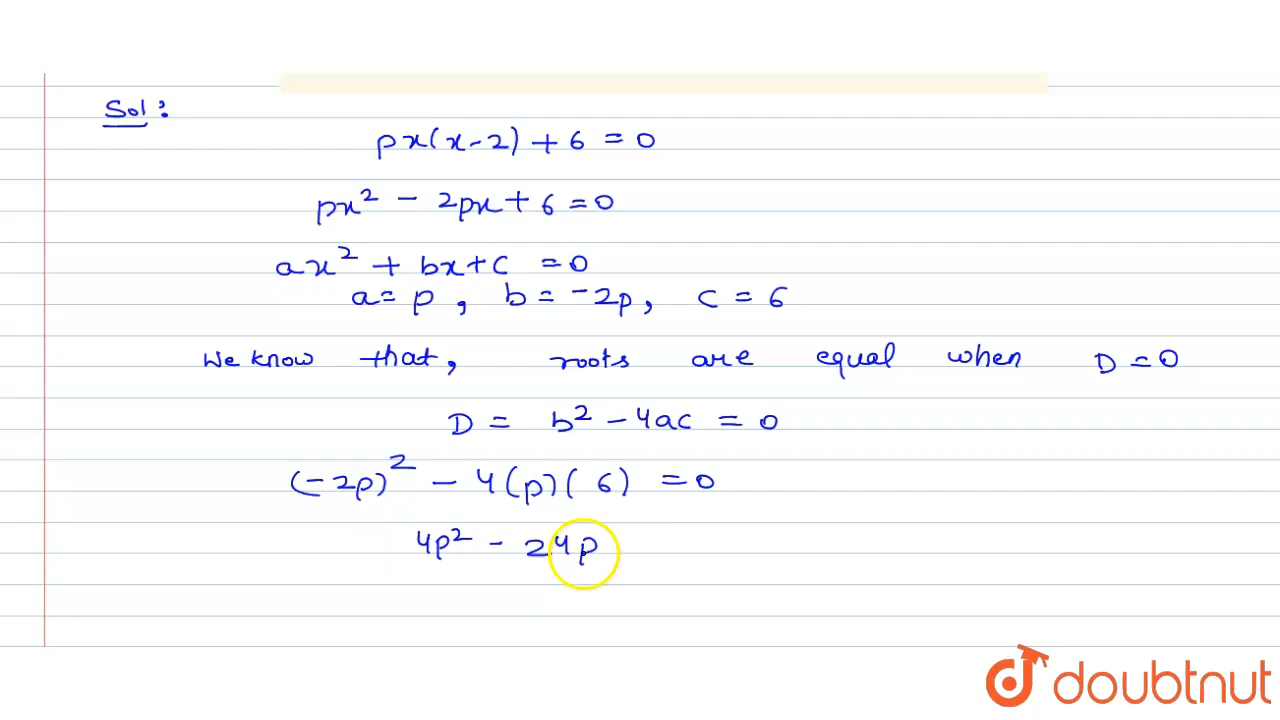 Sol:
px(x-2) + 6 = 0
px² - 2px + 6 = 0
ax² + bx + c = 0
a = p, b = -2p, c = 6
We know that, roots are equal when D = 0
D = b² - 4ac = 0
(-2p)² - 4(p)(6) = 0
4p² - 24p
doubtnut